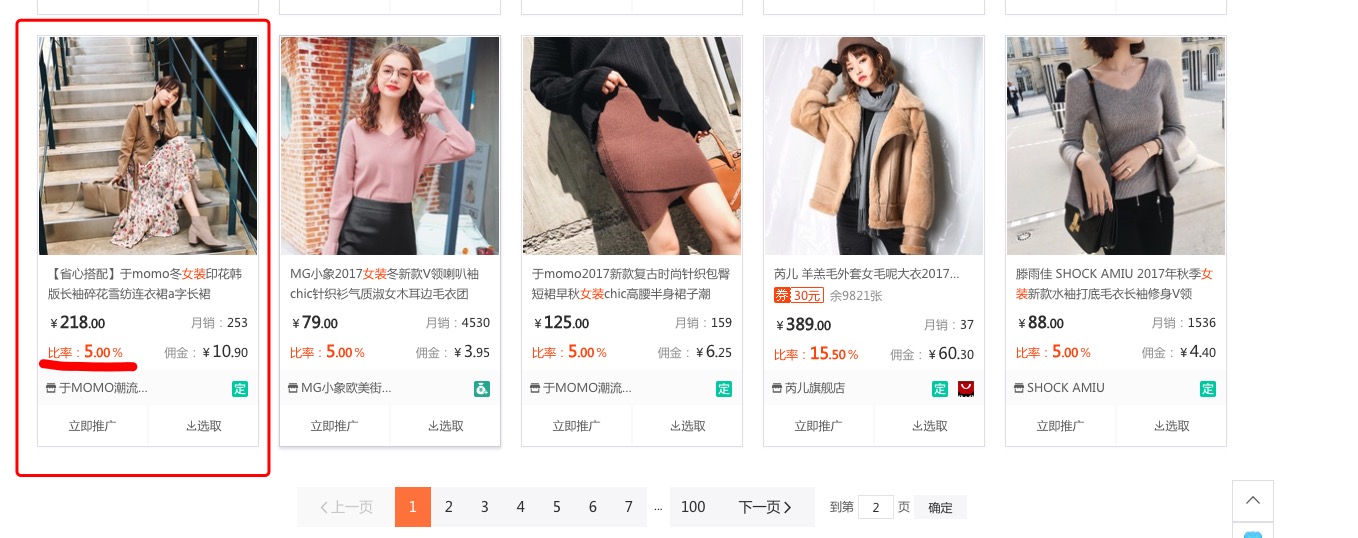 【省心搭配】于momo冬女装印花韩
版长袖碎花雪纺连衣裙a字长裙
¥218.00 月销：253
比率：5.00% 佣金：¥10.90
于MOMO潮流... 定
立即推广 选取
MG小象2017女装冬新款V领喇叭袖
chic针织衫气质淑女木耳边毛衣团
¥79.00 月销：4530
比率：5.00% 佣金：¥3.95
MG小象欧美街...
立即推广 选取
于momo2017新款复古时尚针织包臀
短裙早秋女装chic高腰半身裙子潮
¥125.00 月销：159
比率：5.00% 佣金：¥6.25
于MOMO潮流... 定
立即推广 选取
芮儿 羊羔毛外套女毛呢大衣2017...
券 30元 余9821张
¥389.00 月销：37
比率：15.50% 佣金：¥60.30
芮儿旗舰店 定
立即推广 选取
滕雨佳 SHOCK AMIU 2017年秋季女
装新款水袖打底毛衣长袖修身V领
¥88.00 月销：1536
比率：5.00% 佣金：¥4.40
SHOCK AMIU 定
立即推广 选取
上一页 1 2 3 4 5 6 7 ... 100 下一页 到第 2 页 确定